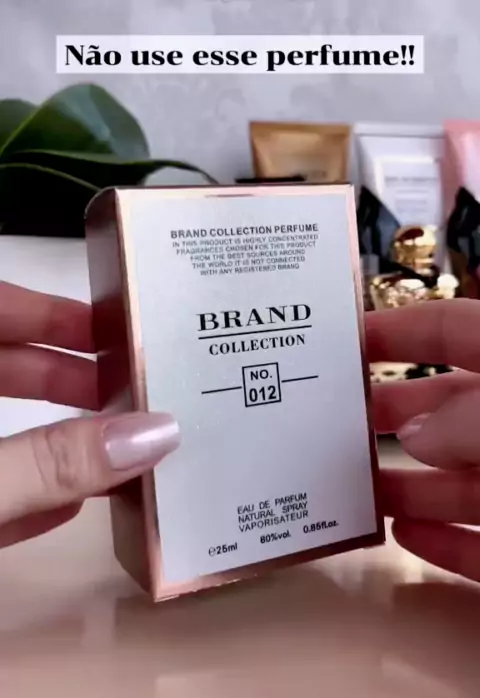 Não use esse perfume!!
BRAND COLLECTION PERFUME
IN THIS PRODUCT IS HIGHLY CONCENTRATED
FRAGRANCES CHOSEN FOR THIS PRODUCT
FROM THE BEST SOURCES AROUND
THE WORLD IT IS NOT CONNECTED
WITH ANY REGISTERED BRAND
BRAND
COLLECTION
NO.
012
EAU DE PARFUM
NATURAL SPRAY
VAPORISATEUR
℮25ml 80%vol. 0.85fl.oz.